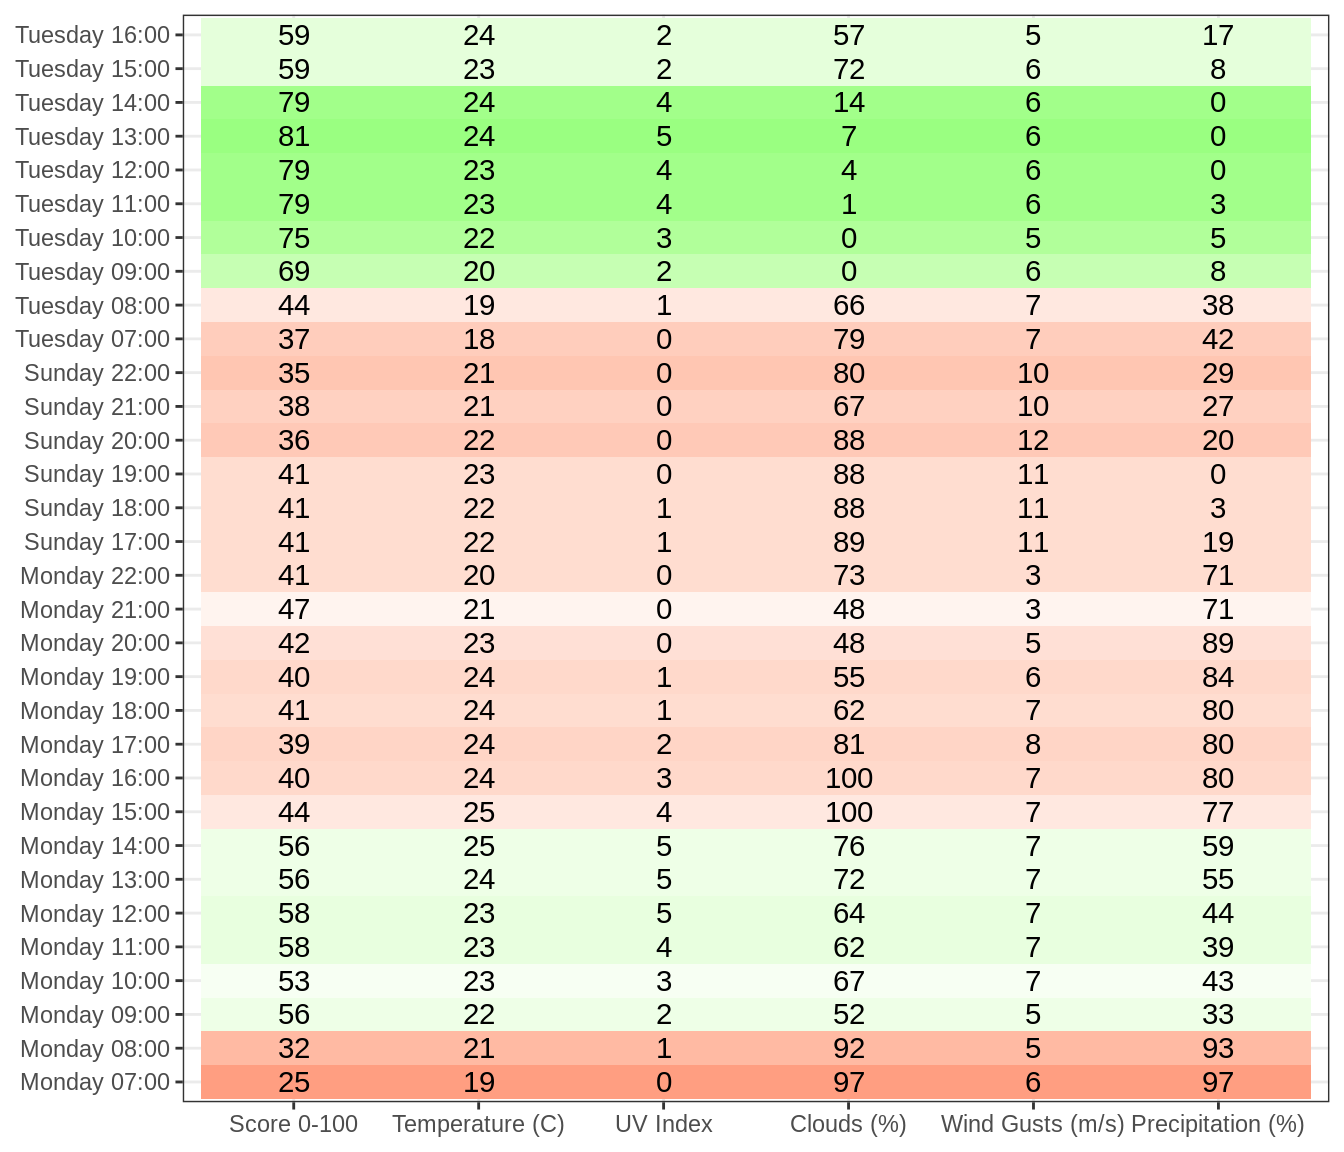 Tuesday 16:00 59 24 2 57 5 17
Tuesday 15:00 59 23 2 72 6 8
Tuesday 14:00 79 24 4 14 6 0
Tuesday 13:00 81 24 5 7 6 0
Tuesday 12:00 79 23 4 4 6 0
Tuesday 11:00 79 23 4 1 6 3
Tuesday 10:00 75 22 3 0 5 5
Tuesday 09:00 69 20 2 0 6 8
Tuesday 08:00 44 19 1 66 7 38
Tuesday 07:00 37 18 0 79 7 42
Sunday 22:00 35 21 0 80 10 29
Sunday 21:00 38 21 0 67 10 27
Sunday 20:00 36 22 0 88 12 20
Sunday 19:00 41 23 0 88 11 0
Sunday 18:00 41 22 1 88 11 3
Sunday 17:00 41 22 1 89 11 19
Monday 22:00 41 20 0 73 3 71
Monday 21:00 47 21 0 48 3 71
Monday 20:00 42 23 0 48 5 89
Monday 19:00 40 24 1 55 6 84
Monday 18:00 41 24 1 62 7 80
Monday 17:00 39 24 2 81 8 80
Monday 16:00 40 24 3 100 7 80
Monday 15:00 44 25 4 100 7 77
Monday 14:00 56 25 5 76 7 59
Monday 13:00 56 24 5 72 7 55
Monday 12:00 58 23 5 64 7 44
Monday 11:00 58 23 4 62 7 39
Monday 10:00 53 23 3 67 7 43
Monday 09:00 56 22 2 52 5 33
Monday 08:00 32 21 1 92 5 93
Monday 07:00 25 19 0 97 6 97
Score 0-100 Temperature (C) UV Index Clouds (%) Wind Gusts (m/s) Precipitation (%)